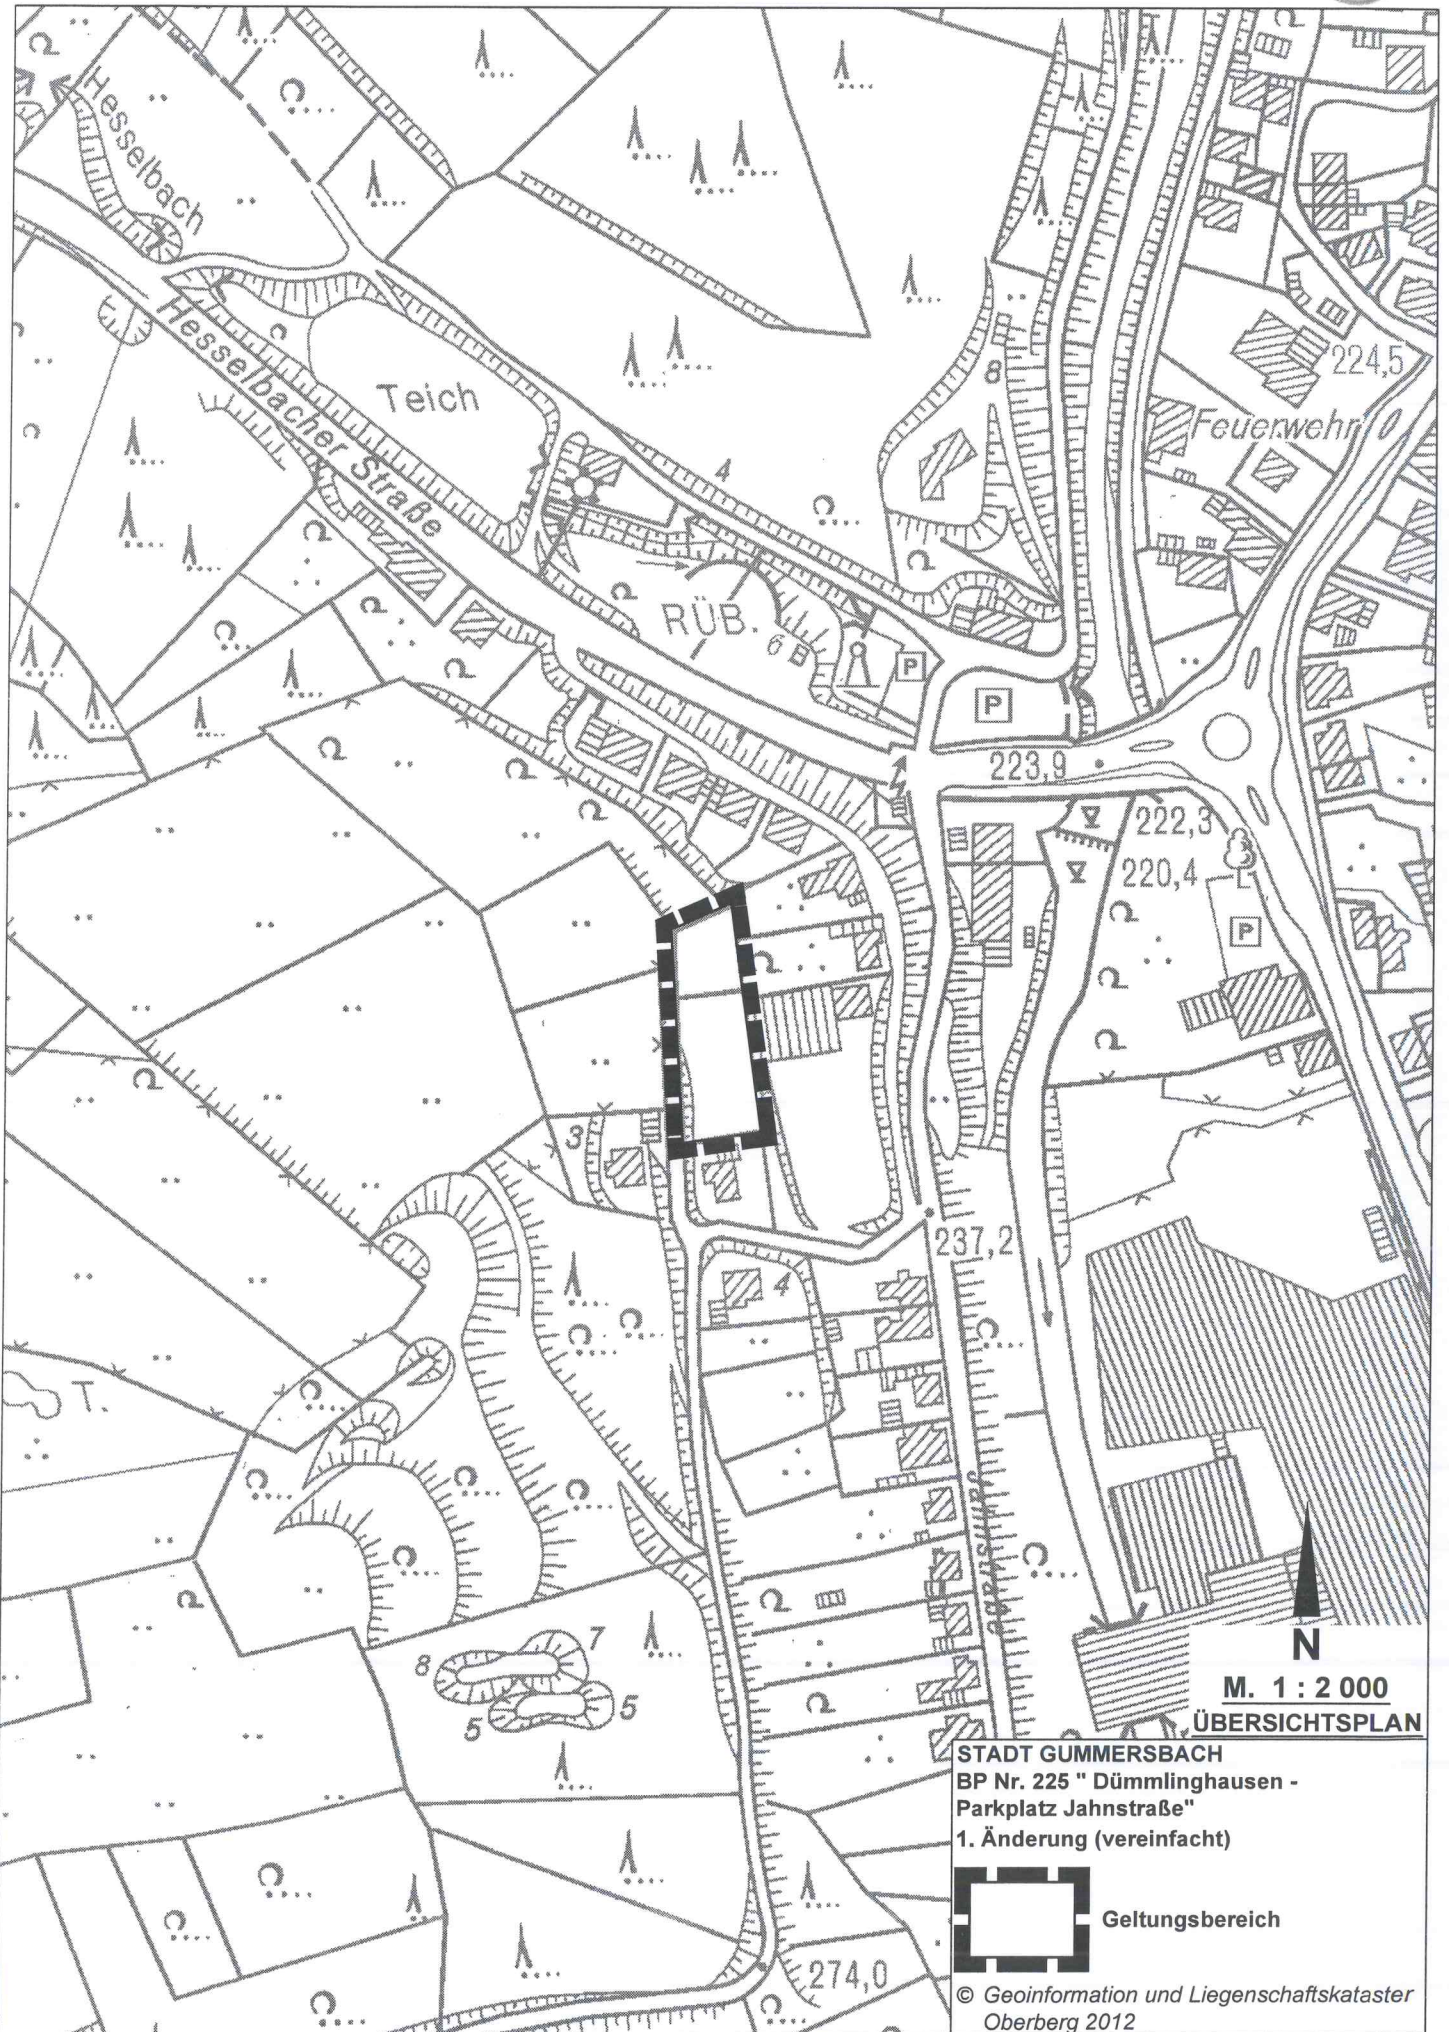 Hesselbach
Hesselbacher Straße
Teich
4
8
224,5
Feuerwehr
RÜB.
6 B
P
P
223,9
222,3
220,4
P
3
237,2
4
T.
Jahnstraße
7
8
5
5
274,0
N
M. 1 : 2 000
ÜBERSICHTSPLAN
STADT GUMMERSBACH
BP Nr. 225 " Dümmlinghausen -
Parkplatz Jahnstraße"
1. Änderung (vereinfacht)
Geltungsbereich
© Geoinformation und Liegenschaftskataster
Oberberg 2012